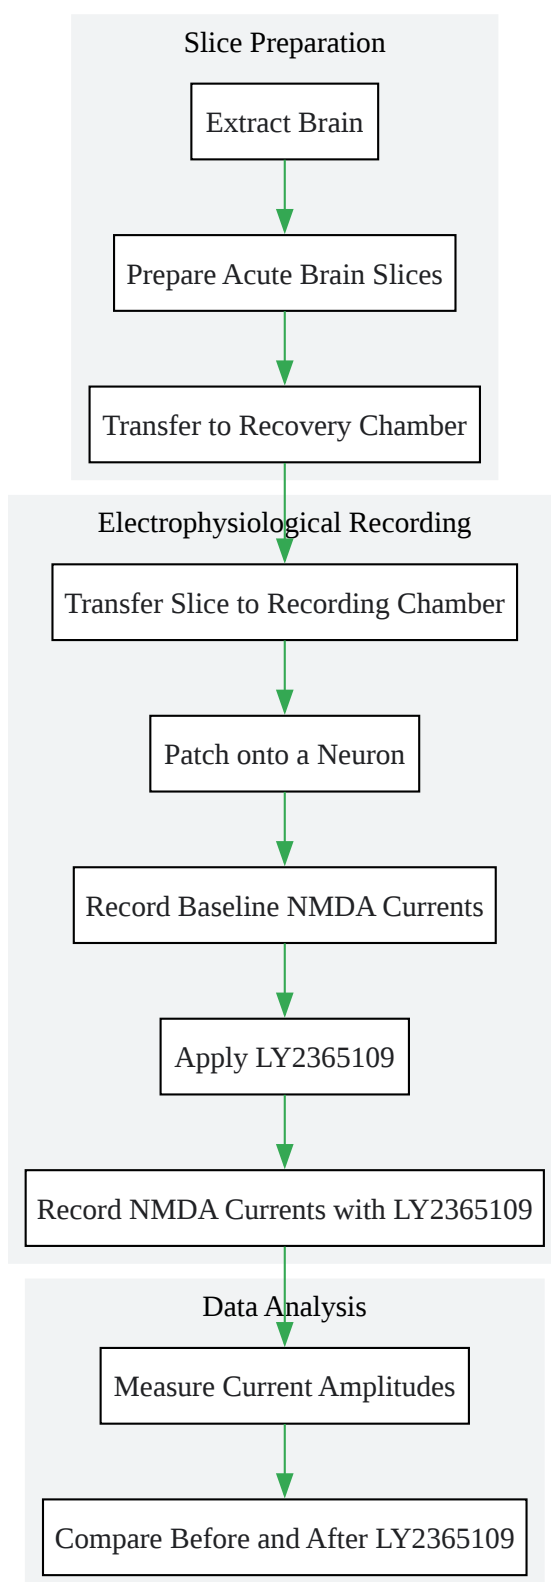 Slice Preparation
Extract Brain
Prepare Acute Brain Slices
Transfer to Recovery Chamber
Electrophysiological Recording
Transfer Slice to Recording Chamber
Patch onto a Neuron
Record Baseline NMDA Currents
Apply LY2365109
Record NMDA Currents with LY2365109
Data Analysis
Measure Current Amplitudes
Compare Before and After LY2365109